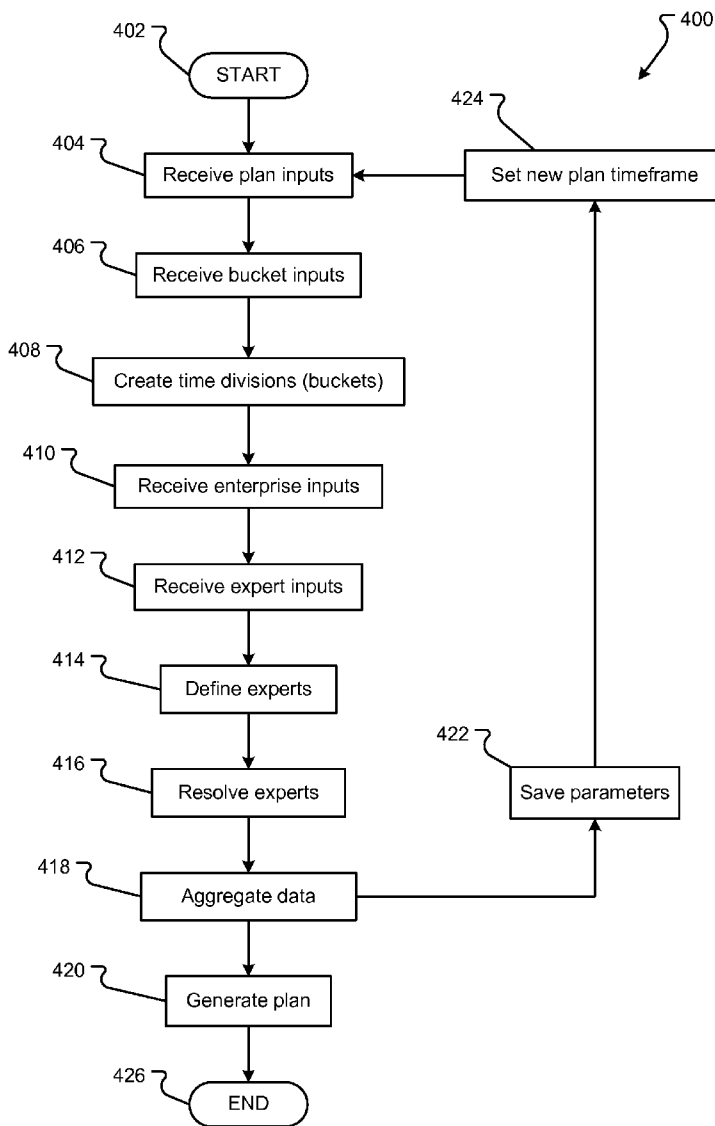 400
402
START
424
404
Receive plan inputs
Set new plan timeframe
406
Receive bucket inputs
408
Create time divisions (buckets)
410
Receive enterprise inputs
412
Receive expert inputs
414
Define experts
422
416
Resolve experts
Save parameters
418
Aggregate data
420
Generate plan
426
END